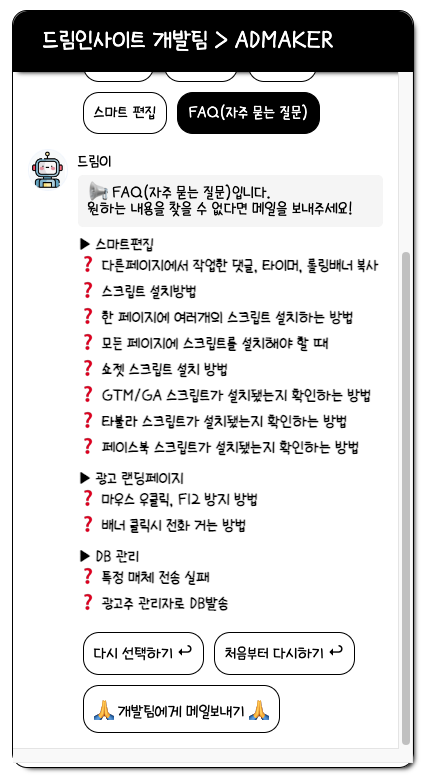 드림인사이트 개발팀 > ADMAKER
스마트 편집
FAQ(자주 묻는 질문)
드림이
📢 FAQ(자주 묻는 질문)입니다.
원하는 내용을 찾을 수 없다면 메일을 보내주세요!
▶ 스마트편집
❓ 다른페이지에서 작업한 댓글, 타이머, 롤링배너 복사
❓ 스크립트 설치방법
❓ 한 페이지에 여러개의 스크립트 설치하는 방법
❓ 모든 페이지에 스크립트를 설치해야 할 때
❓ 쇼젯 스크립트 설치 방법
❓ GTM/GA 스크립트가 설치됐는지 확인하는 방법
❓ 타불라 스크립트가 설치됐는지 확인하는 방법
❓ 페이스북 스크립트가 설치됐는지 확인하는 방법
▶ 광고 랜딩페이지
❓ 마우스 우클릭, F12 방지 방법
❓ 배너 클릭시 전화 거는 방법
▶ DB 관리
❓ 특정 매체 전송 실패
❓ 광고주 관리자로 DB발송
다시 선택하기 ↩
처음부터 다시하기 ↩
🙏 개발팀에게 메일보내기 🙏